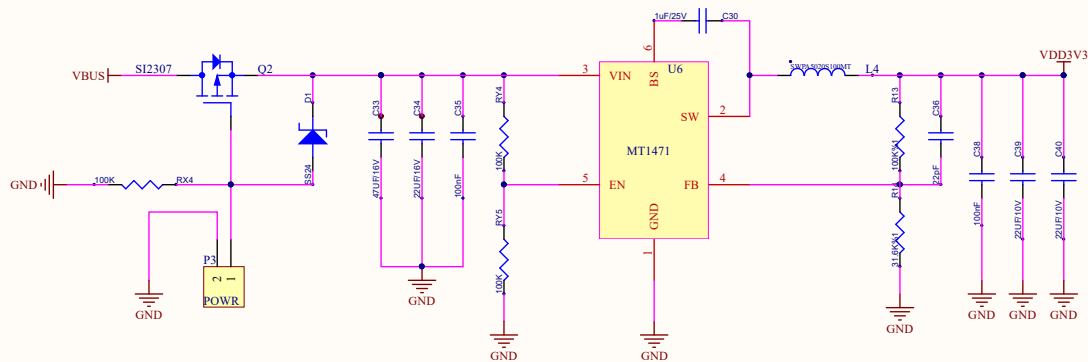 1uF/25V
C30
6
VBUS
SI2307
Q2
3
VIN
BS
U6
SWPA5020S100MT
L4
VDD3V3
D1
C33
C34
C35
RY4
SW
2
R13
C36
MT1471
SS24
47UF/16V
22UF/16V
100nF
100K
100K%1
22pF
C38
C39
C40
GND
100K
RX4
5
EN
FB
4
R14
100nF
22UF/10V
22UF/10V
RY5
100K
GND
1
31.6K%1
P3
2
1
POWR
GND
GND
GND
GND
GND
GND
GND
GND